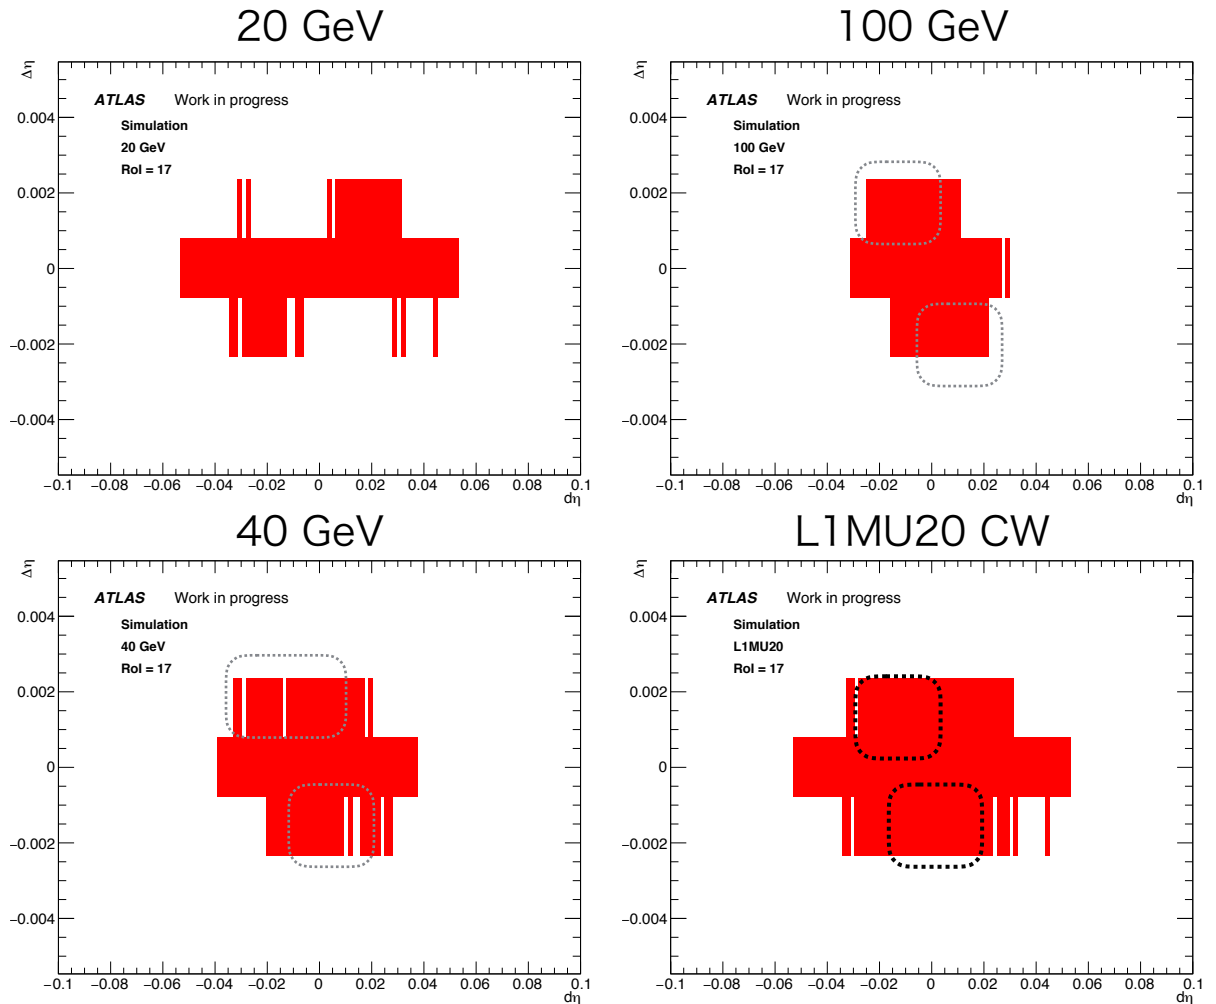 20 GeV
Δη
ATLAS Work in progress
Simulation
20 GeV
RoI = 17
0.004
0.002
0
−0.002
−0.004
−0.1 −0.08 −0.06 −0.04 −0.02 0 0.02 0.04 0.06 0.08 0.1
dη
100 GeV
Δη
ATLAS Work in progress
Simulation
100 GeV
RoI = 17
0.004
0.002
0
−0.002
−0.004
−0.1 −0.08 −0.06 −0.04 −0.02 0 0.02 0.04 0.06 0.08 0.1
dη
40 GeV
Δη
ATLAS Work in progress
Simulation
40 GeV
RoI = 17
0.004
0.002
0
−0.002
−0.004
−0.1 −0.08 −0.06 −0.04 −0.02 0 0.02 0.04 0.06 0.08 0.1
dη
L1MU20 CW
Δη
ATLAS Work in progress
Simulation
L1MU20
RoI = 17
0.004
0.002
0
−0.002
−0.004
−0.1 −0.08 −0.06 −0.04 −0.02 0 0.02 0.04 0.06 0.08 0.1
dη